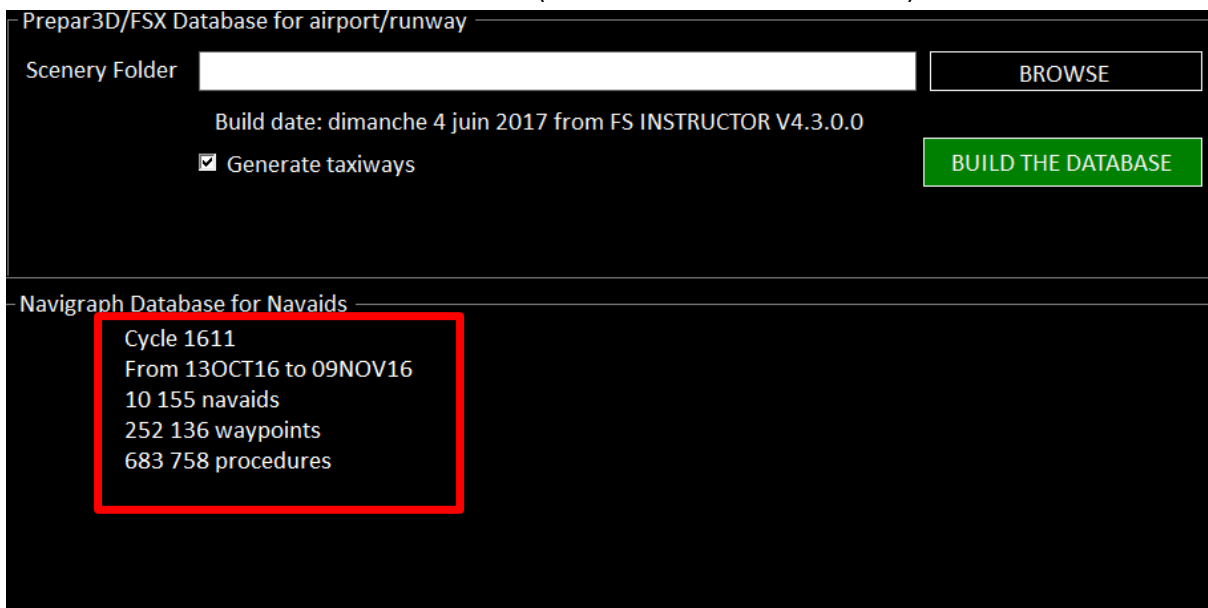 Prepar3D/FSX Database for airport/runway
Scenery Folder
BROWSE
Build date: dimanche 4 juin 2017 from FS INSTRUCTOR V4.3.0.0
Generate taxiways
BUILD THE DATABASE
Navigraph Database for Navaids
Cycle 1611
From 13OCT16 to 09NOV16
10 155 navaids
252 136 waypoints
683 758 procedures